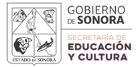 ESTADO DE SONORA
GOBIERNO
DE SONORA
SECRETARÍA DE
EDUCACIÓN
Y CULTURA